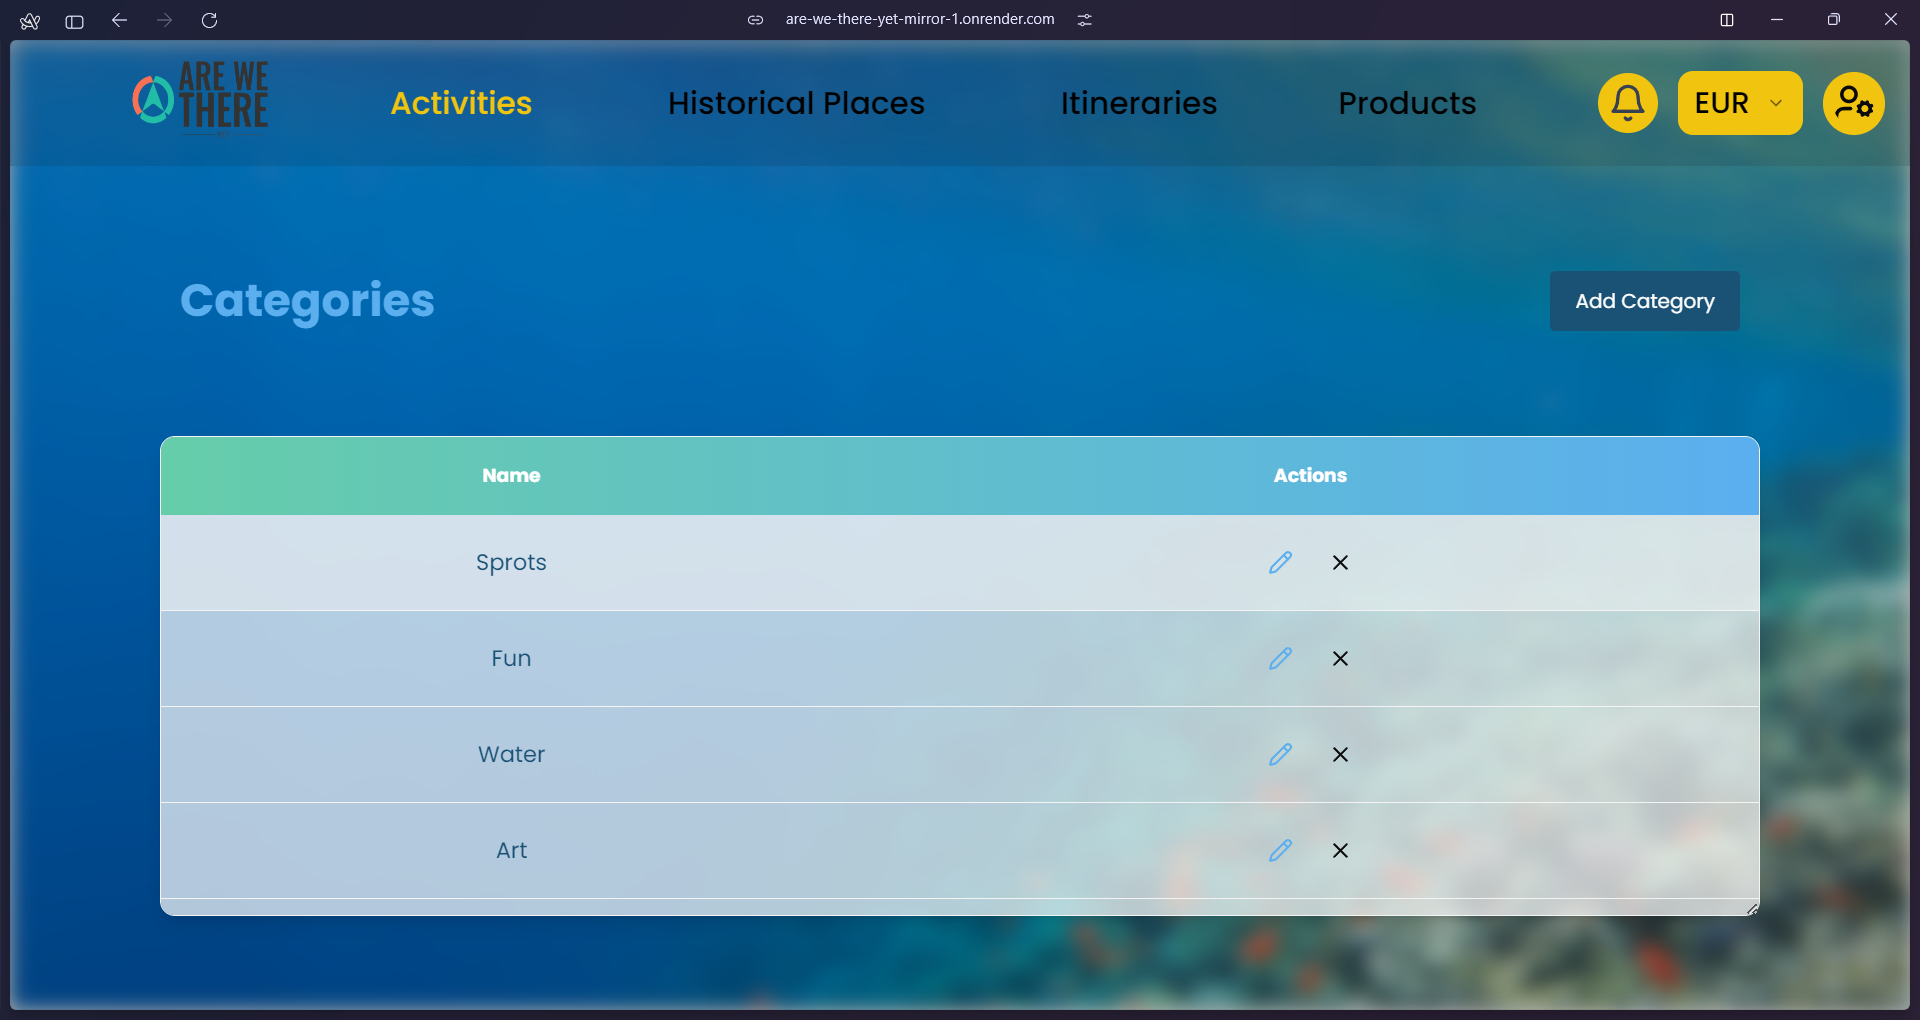 are-we-there-yet-mirror-1.onrender.com
ARE WE
THERE
Activities
Historical Places
Itineraries
Products
EUR
Categories
Add Category
Name
Actions
Sprots
Fun
Water
Art